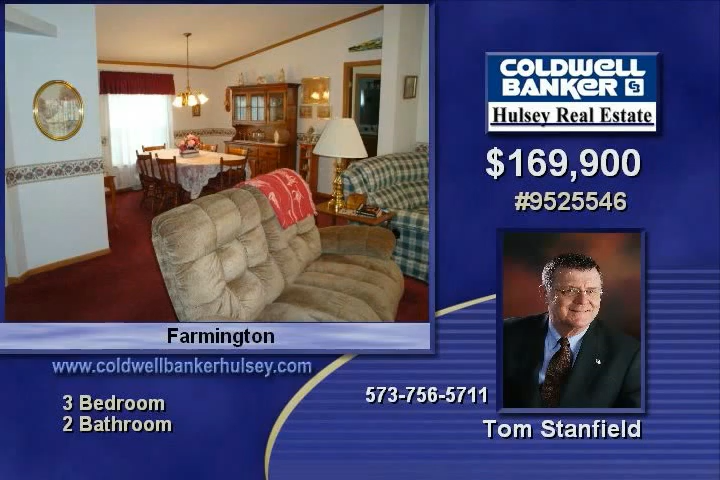 COLDWELL
BANKER CB
Hulsey Real Estate
$169,900
#9525546
Farmington
www.coldwellbankerhulsey.com
3 Bedroom
2 Bathroom
573-756-5711
Tom Stanfield